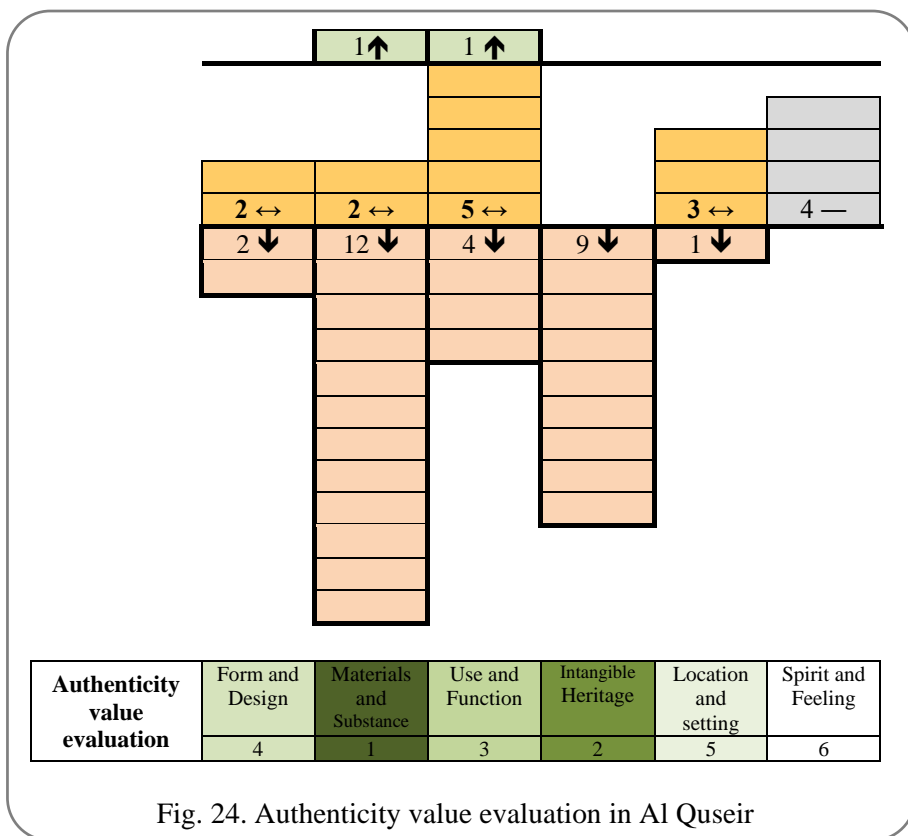 1↑ 1 ↑
2 ↔ 2 ↔ 5 ↔ 3 ↔ 4 —
2 ↓ 12 ↓ 4 ↓ 9 ↓ 1 ↓
Authenticity value evaluation
Form and Design
Materials and Substance
Use and Function
Intangible Heritage
Location and setting
Spirit and Feeling
4 1 3 2 5 6
Fig. 24. Authenticity value evaluation in Al Quseir